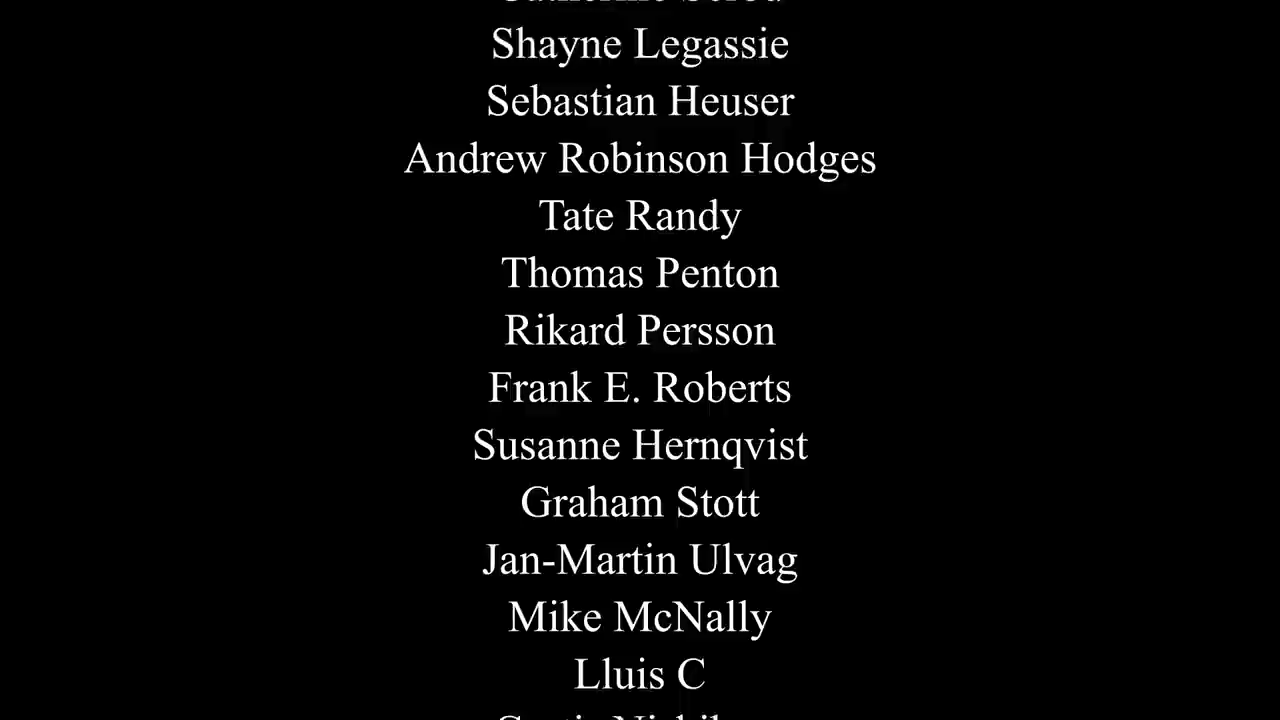 Shayne Legassie
Sebastian Heuser
Andrew Robinson Hodges
Tate Randy
Thomas Penton
Rikard Persson
Frank E. Roberts
Susanne Hernqvist
Graham Stott
Jan-Martin Ulvag
Mike McNally
Lluis C